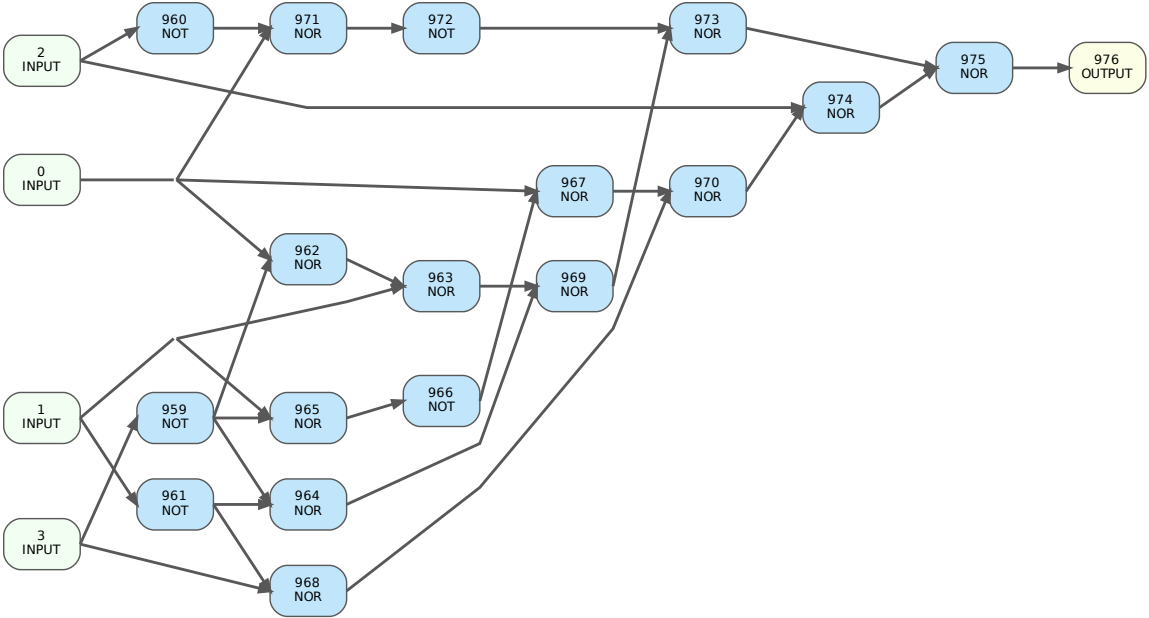 960
NOT
971
NOR
972
NOT
973
NOR
2
INPUT
975
NOR
976
OUTPUT
974
NOR
0
INPUT
967
NOR
970
NOR
962
NOR
963
NOR
969
NOR
1
INPUT
959
NOT
965
NOR
966
NOT
961
NOT
964
NOR
3
INPUT
968
NOR